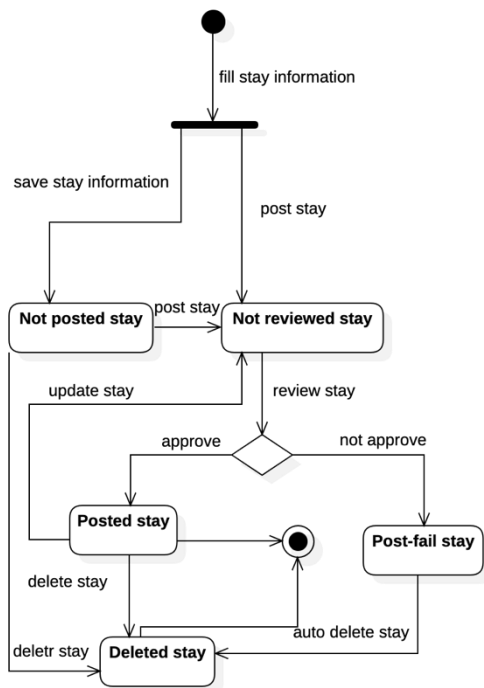 fill stay information
save stay information
post stay
post stay
Not posted stay
Not reviewed stay
update stay
review stay
approve
not approve
Posted stay
Post-fail stay
delete stay
auto delete stay
deletr stay
Deleted stay